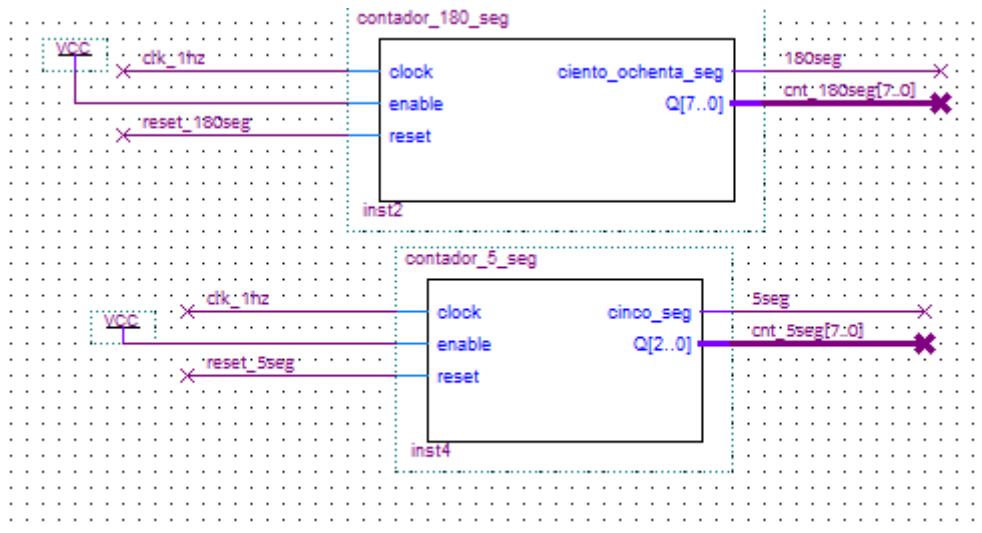 contador_180_seg
VCC
clk_1hz
180seg
clock
ciento_ochenta_seg
cnt_180seg[7..0]
enable
Q[7..0]
reset_180seg
reset
inst2
contador_5_seg
clk_1hz
5seg
VCC
clock
cinco_seg
cnt_5seg[7..0]
enable
Q[2..0]
reset_5seg
reset
inst4